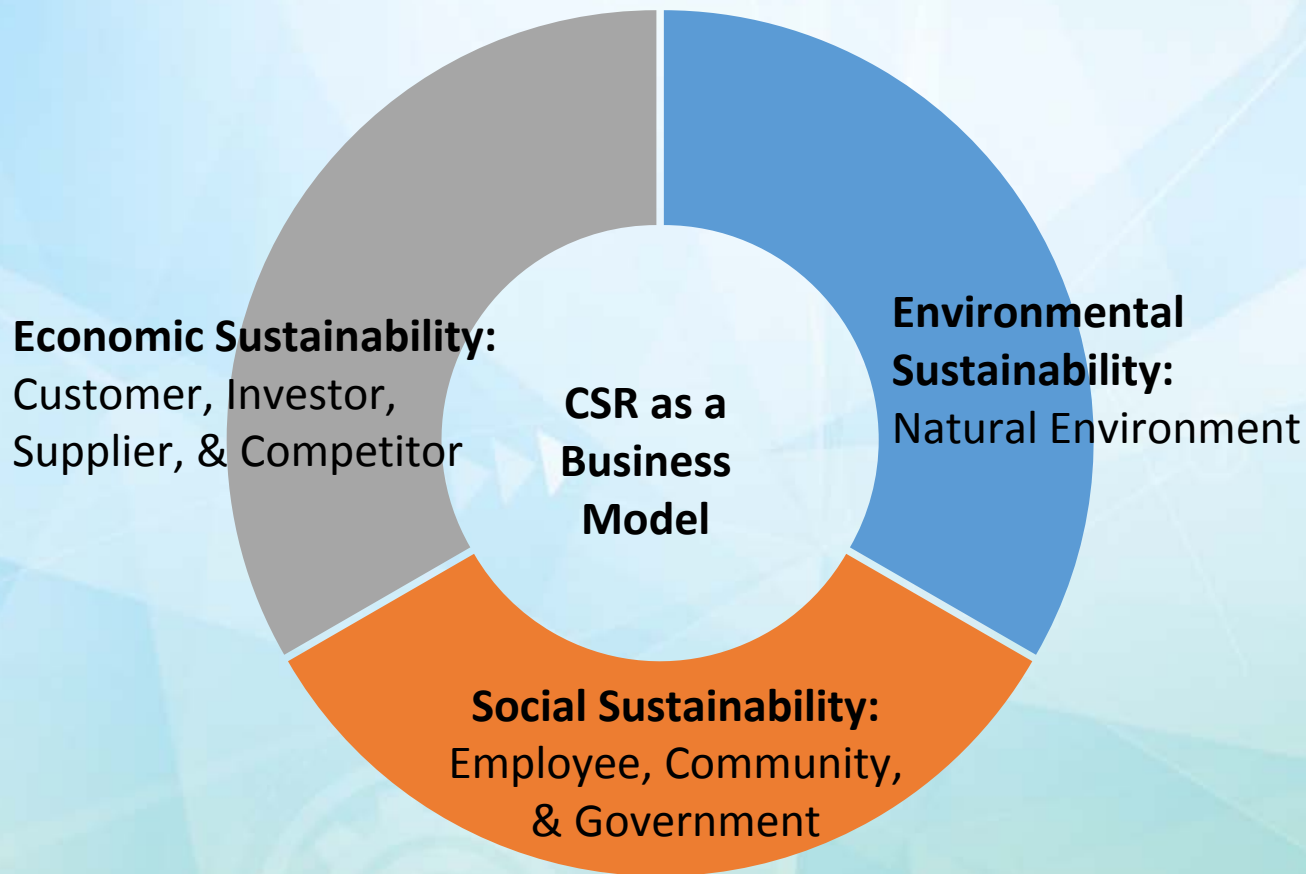 Economic Sustainability:
Customer, Investor,
Supplier, & Competitor
CSR as a
Business
Model
Environmental
Sustainability:
Natural Environment
Social Sustainability:
Employee, Community,
& Government